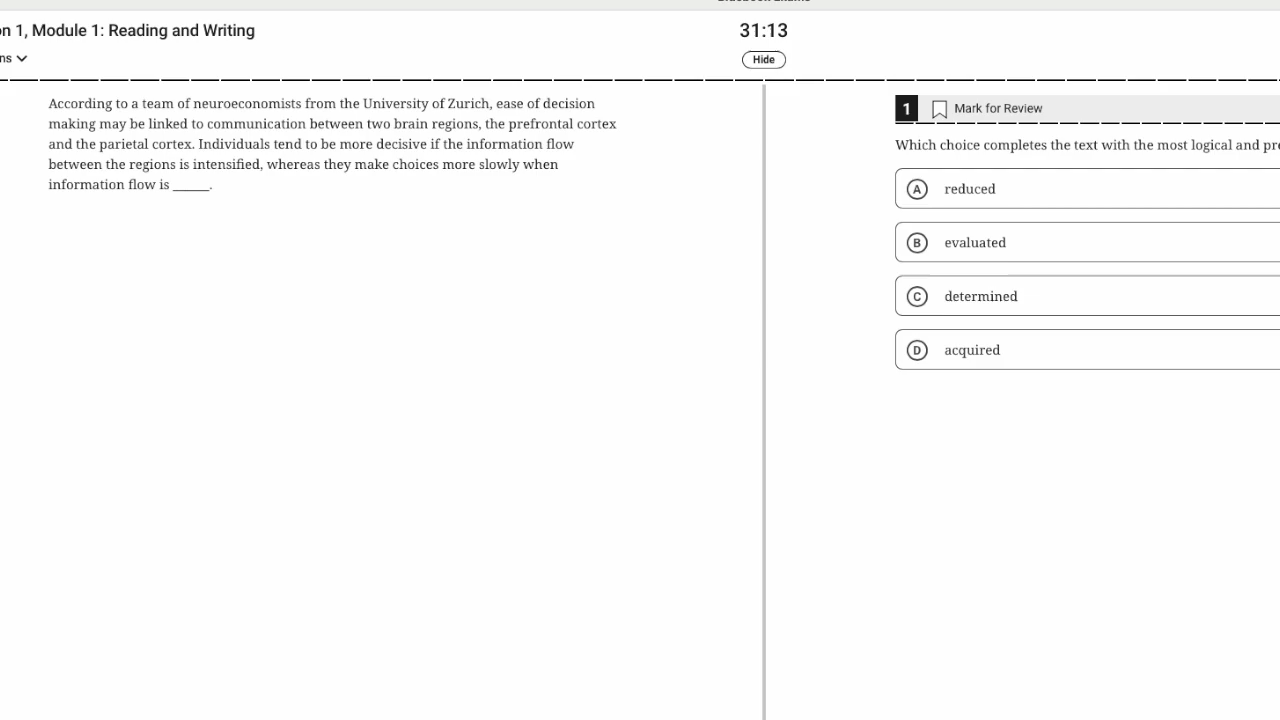 n 1, Module 1: Reading and Writing
31:13
ns
Hide
According to a team of neuroeconomists from the University of Zurich, ease of decision
making may be linked to communication between two brain regions, the prefrontal cortex
and the parietal cortex. Individuals tend to be more decisive if the information flow
between the regions is intensified, whereas they make choices more slowly when
information flow is ______.
1 Mark for Review
Which choice completes the text with the most logical and pre
A reduced
B evaluated
C determined
D acquired